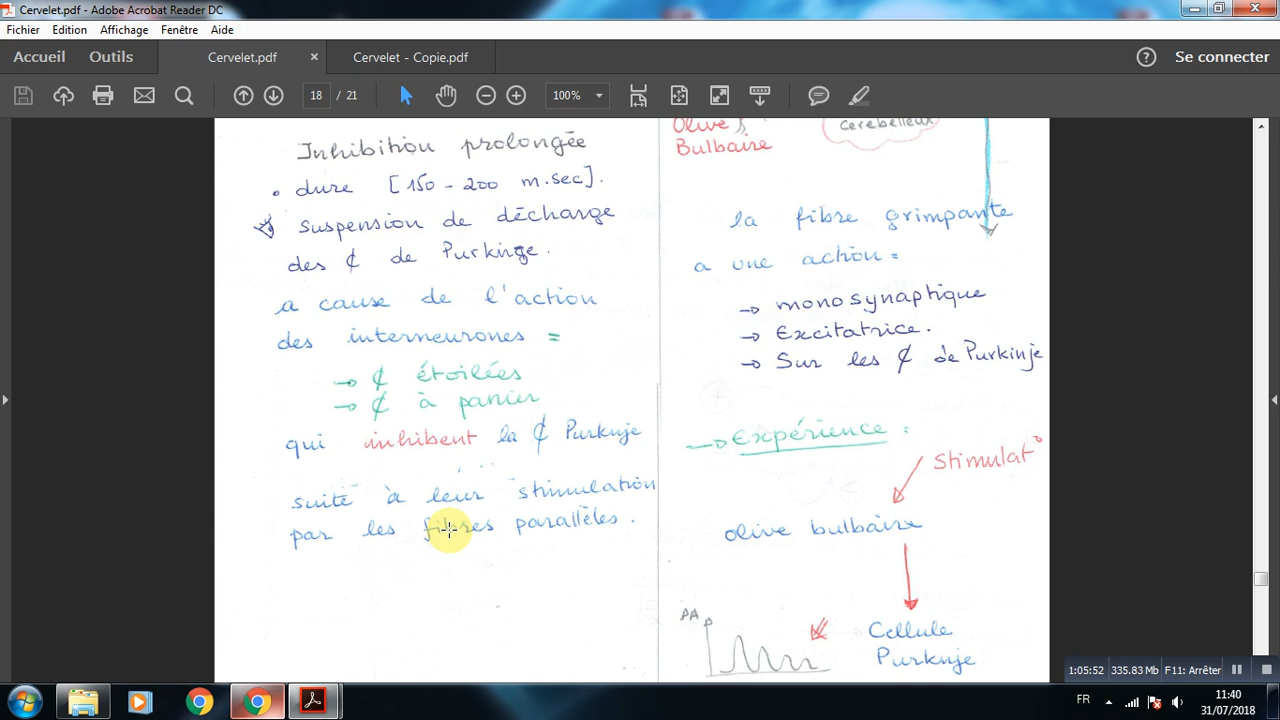 Cervelet.pdf - Adobe Acrobat Reader DC
Fichier Edition Affichage Fenêtre Aide
Accueil Outils Cervelet.pdf × Cervelet - Copie.pdf ? Se connecter
18 / 21 100%
Inhibition prolongée
• dure [150 - 200 m.sec].
suspension de décharge
des ₵ de Purkinge.
a cause de l'action
des interneurones =
→ ₵ étoilées
→ ₵ à panier
qui inhibent la ₵ Purkinje
suite à leur stimulation
par les fibres parallèles.
Olive
Bulbaire
cerebelleux
la fibre grimpante
a une action =
→ monosynaptique
→ Excitatrice.
→ Sur les ₵ de Purkinje
→ Expérience :
Stimulat°
olive bulbaire
Cellule
Purkinje
PA
1:05:52 335.83 Mb F11: Arrêter
FR 11:40
31/07/2018